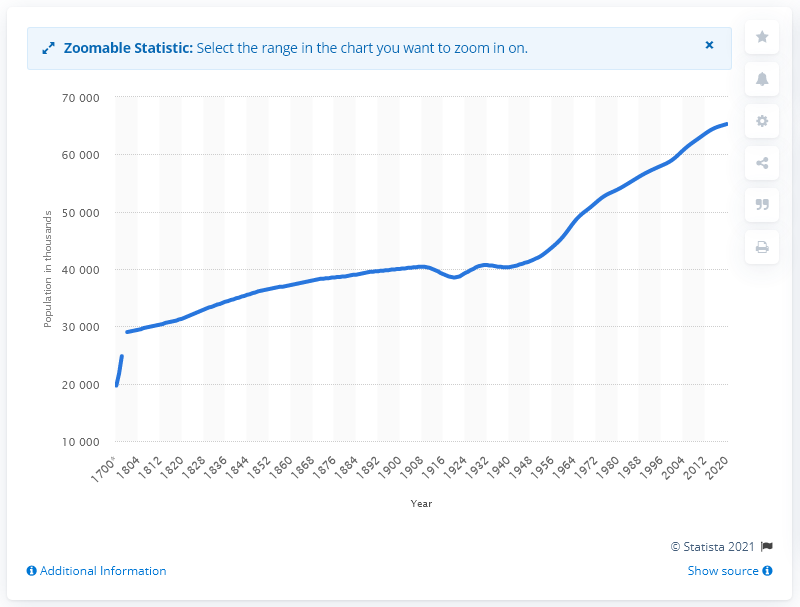 Zoomable Statistic: Select the range in the chart you want to zoom in on.
70 000
60 000
50 000
40 000
30 000
20 000
10 000
Population in thousands
1700* 1804 1812 1820 1828 1836 1844 1852 1860 1868 1876 1884 1892 1900 1908 1916 1924 1932 1940 1948 1956 1964 1972 1980 1988 1996 2004 2012 2020
Year
© Statista 2021
Additional Information
Show source